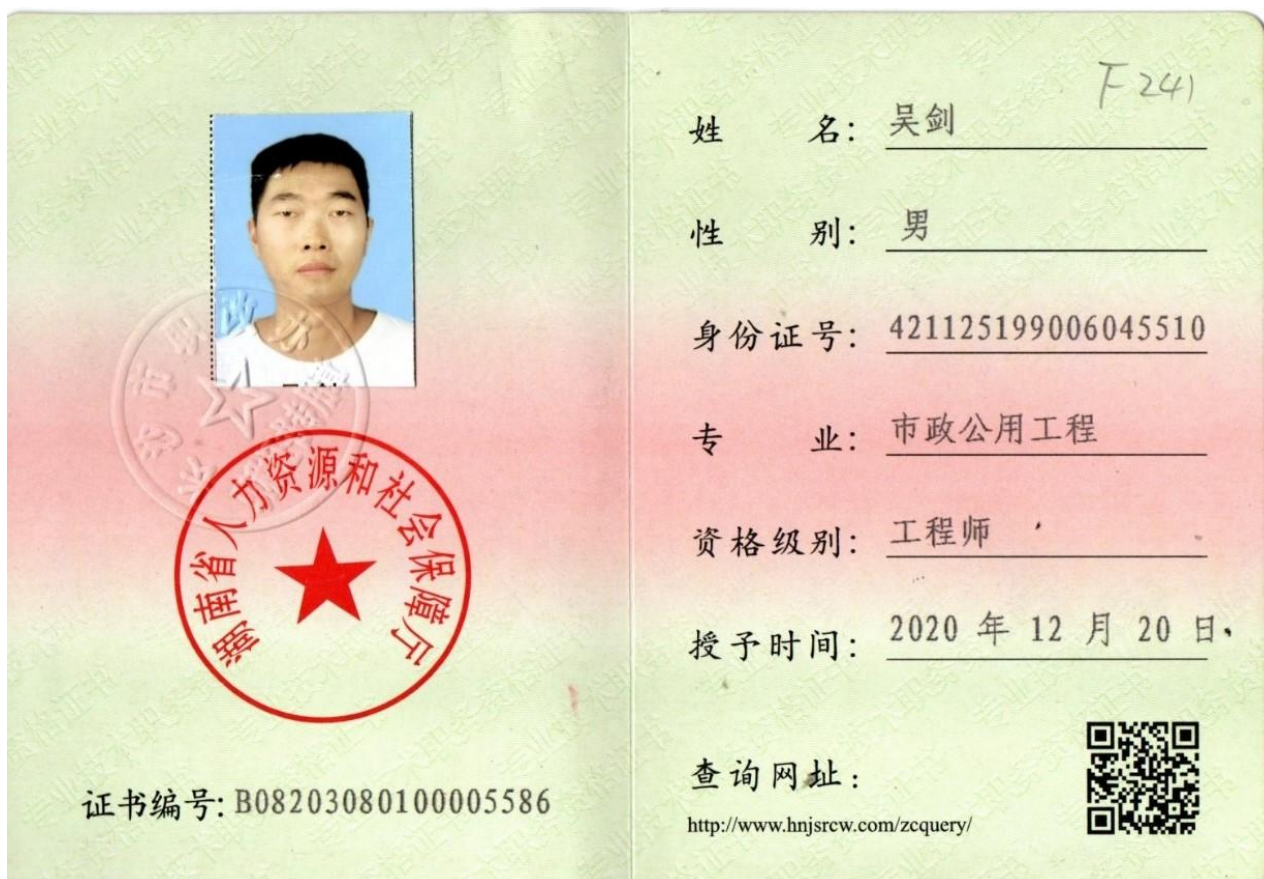 湖南省人力资源和社会保障厅
证书编号: B08203080100005586
F241
姓名: 吴剑
性别: 男
身份证号: 421125199006045510
专业: 市政公用工程
资格级别: 工程师
授予时间: 2020 年 12 月 20 日
查询网址:
http://www.hnjsrcw.com/zcquery/